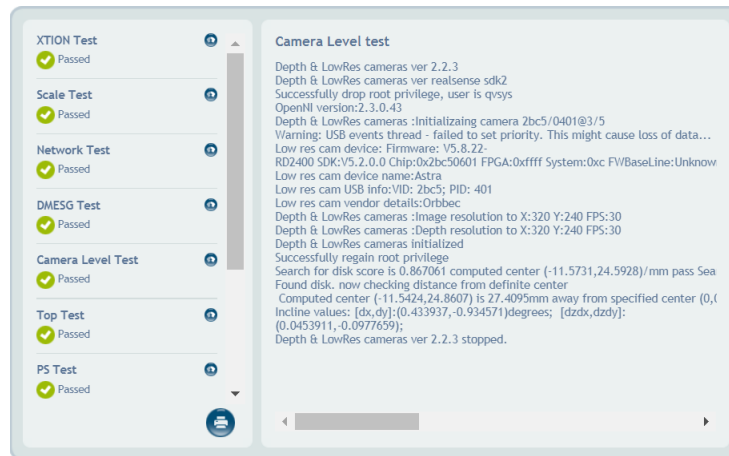 XTION Test
Passed
Scale Test
Passed
Network Test
Passed
DMESG Test
Passed
Camera Level Test
Passed
Top Test
Passed
PS Test
Passed
Camera Level test
Depth & LowRes cameras ver 2.2.3
Depth & LowRes cameras ver realsense sdk2
Successfully drop root privilege, user is qvsys
OpenNI version:2.3.0.43
Depth & LowRes cameras :Initializaing camera 2bc5/0401@3/5
Warning: USB events thread - failed to set priority. This might cause loss of data...
Low res cam device: Firmware: V5.8.22-
RD2400 SDK:V5.2.0.0 Chip:0x2bc50601 FPGA:0xffff System:0xc FWBaseLine:Unknow
Low res cam device name:Astra
Low res cam USB info:VID: 2bc5; PID: 401
Low res cam vendor details:Orbbec
Depth & LowRes cameras :Image resolution to X:320 Y:240 FPS:30
Depth & LowRes cameras :Depth resolution to X:320 Y:240 FPS:30
Depth & LowRes cameras initialized
Successfully regain root privilege
Search for disk score is 0.867061 computed center (-11.5731,24.5928)/mm pass Sea
Found disk. now checking distance from definite center
Computed center (-11.5424,24.8607) is 27.4095mm away from specified center (0,
Incline values: [dx,dy]:(0.433937,-0.934571)degrees; [dzdx,dzdy]:
(0.0453911,-0.0977659);
Depth & LowRes cameras ver 2.2.3 stopped.